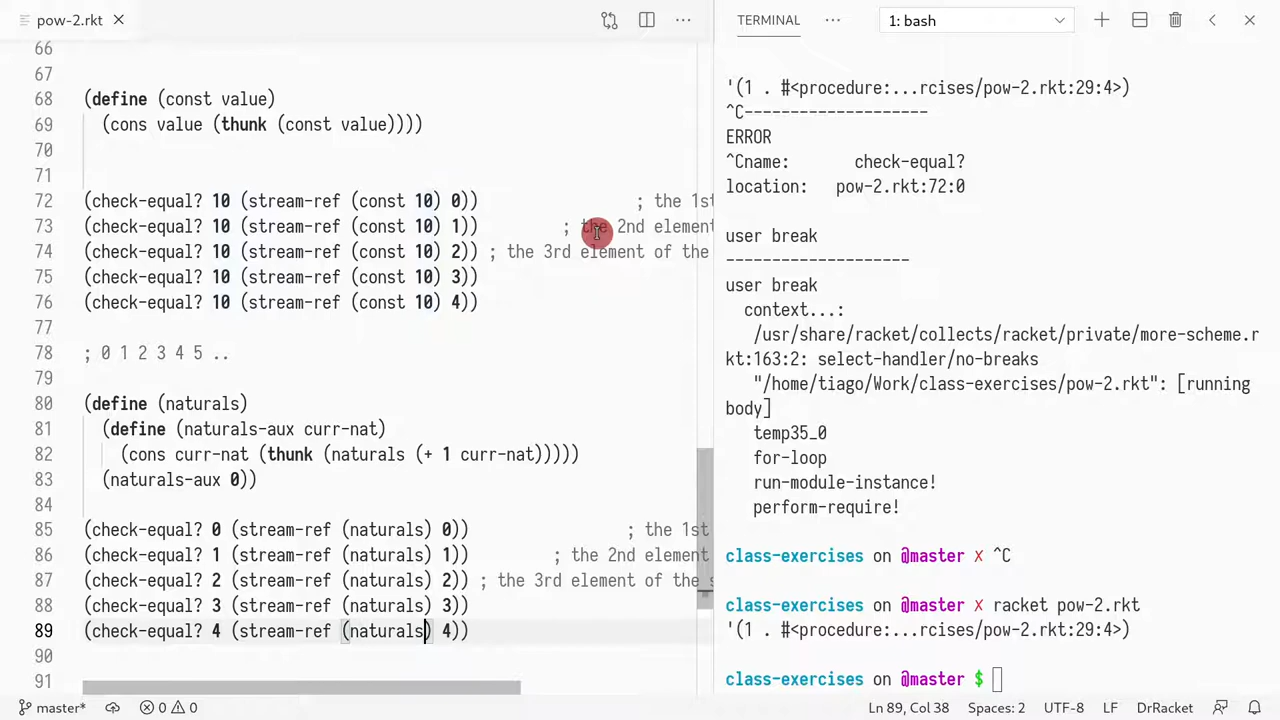 pow-2.rkt
TERMINAL
1: bash
66
67
68 (define (const value)
69 (cons value (thunk (const value))))
70
71
72 (check-equal? 10 (stream-ref (const 10) 0)) ; the 1st
73 (check-equal? 10 (stream-ref (const 10) 1)) ; the 2nd element
74 (check-equal? 10 (stream-ref (const 10) 2)) ; the 3rd element of the
75 (check-equal? 10 (stream-ref (const 10) 3))
76 (check-equal? 10 (stream-ref (const 10) 4))
77
78 ; 0 1 2 3 4 5 ..
79
80 (define (naturals)
81 (define (naturals-aux curr-nat)
82 (cons curr-nat (thunk (naturals (+ 1 curr-nat)))))
83 (naturals-aux 0))
84
85 (check-equal? 0 (stream-ref (naturals) 0)) ; the 1st
86 (check-equal? 1 (stream-ref (naturals) 1)) ; the 2nd element
87 (check-equal? 2 (stream-ref (naturals) 2)) ; the 3rd element of the s
88 (check-equal? 3 (stream-ref (naturals) 3))
89 (check-equal? 4 (stream-ref (naturals) 4))
90
91
'(1 . #<procedure:...rcises/pow-2.rkt:29:4>)
^C--------------------
ERROR
^Cname: check-equal?
location: pow-2.rkt:72:0
user break
--------------------
user break
context...:
/usr/share/racket/collects/racket/private/more-scheme.r
kt:163:2: select-handler/no-breaks
"/home/tiago/Work/class-exercises/pow-2.rkt": [running
body]
temp35_0
for-loop
run-module-instance!
perform-require!
class-exercises on @master ✗ ^C
class-exercises on @master ✗ racket pow-2.rkt
'(1 . #<procedure:...rcises/pow-2.rkt:29:4>)
class-exercises on @master $
master* 0 0 Ln 89, Col 38 Spaces: 2 UTF-8 LF DrRacket